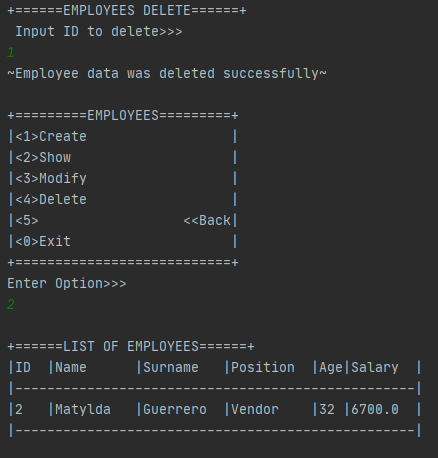 +======EMPLOYEES DELETE======+
 Input ID to delete>>>
1
~Employee data was deleted successfully~

+=========EMPLOYEES=========+
|<1>Create                  |
|<2>Show                    |
|<3>Modify                  |
|<4>Delete                  |
|<5>                  <<Back|
|<0>Exit                    |
+===========================+
Enter Option>>>
2

+======LIST OF EMPLOYEES======+
|ID  |Name      |Surname   |Position  |Age|Salary  |
|--------------------------------------------------|
|2   |Matylda   |Guerrero  |Vendor    |32 |6700.0  |
|--------------------------------------------------|